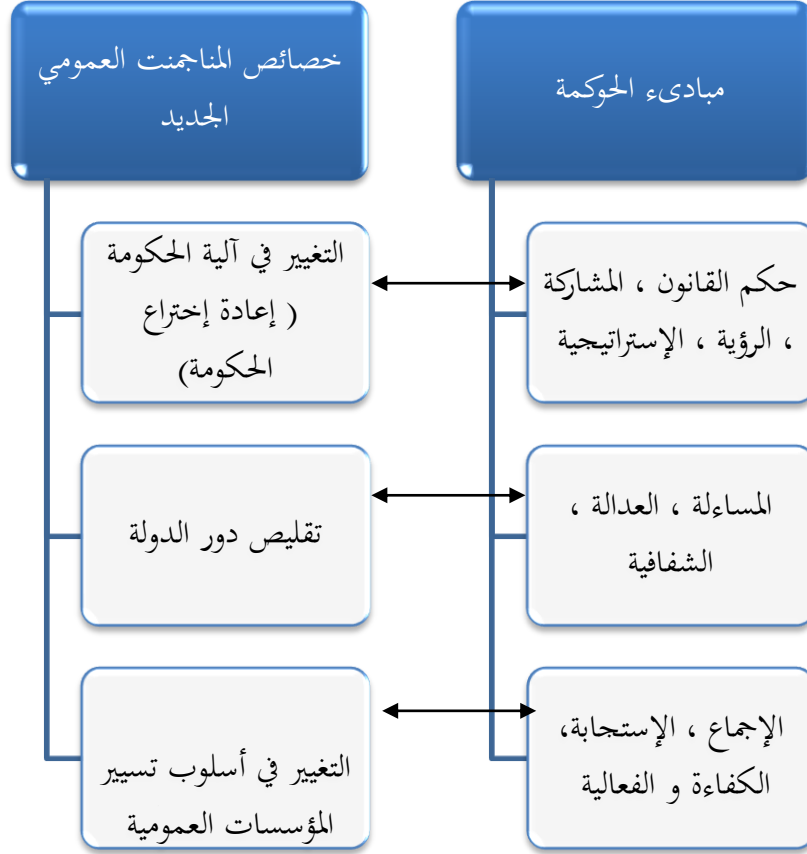 مبادىء الحوكمة
حكم القانون ، المشاركة
، الرؤية ، الإستراتيجية
المساءلة ، العدالة ،
الشفافية
الإجماع ، الإستجابة،
الكفاءة و الفعالية
خصائص المناجمنت العمومي
الجديد
التغيير في آلية الحكومة
( إعادة إختراع
الحكومة)
تقليص دور الدولة
التغيير في أسلوب تسيير
المؤسسات العمومية